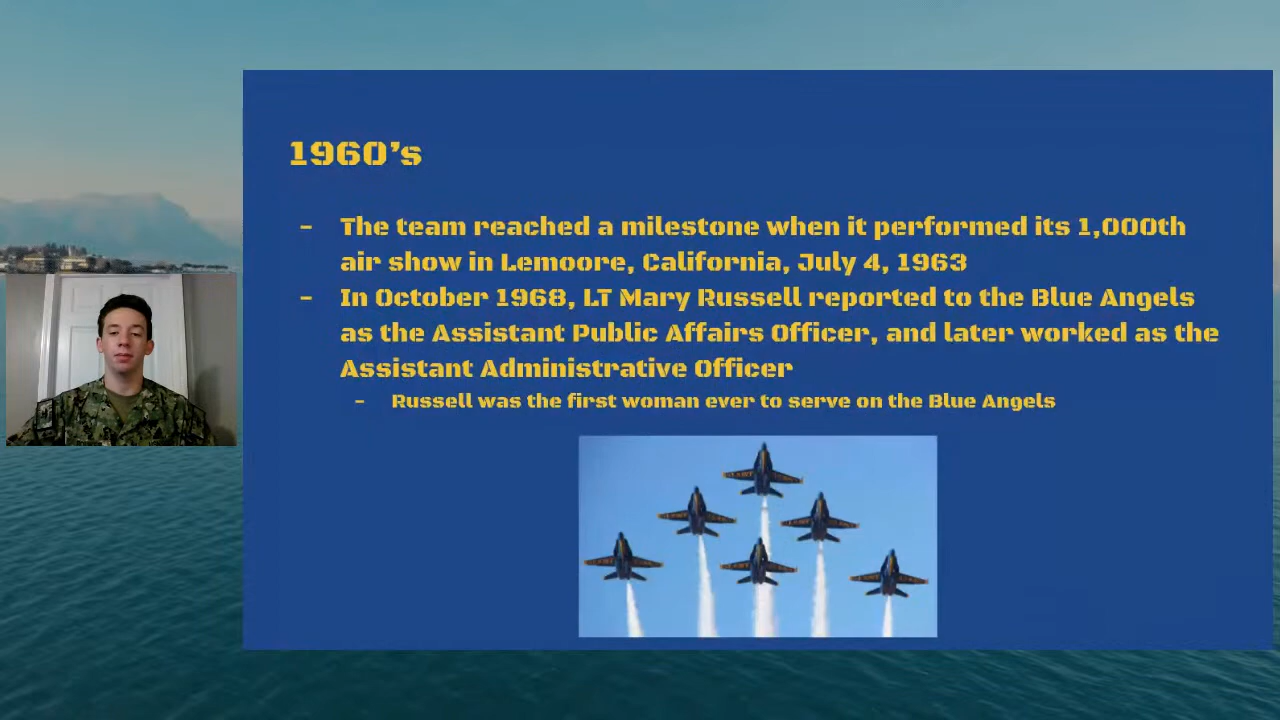 1960's
- The team reached a milestone when it performed its 1,000th
air show in Lemoore, California, July 4, 1963
- In October 1968, LT Mary Russell reported to the Blue Angels
as the Assistant Public Affairs Officer, and later worked as the
Assistant Administrative Officer
- Russell was the first woman ever to serve on the Blue Angels